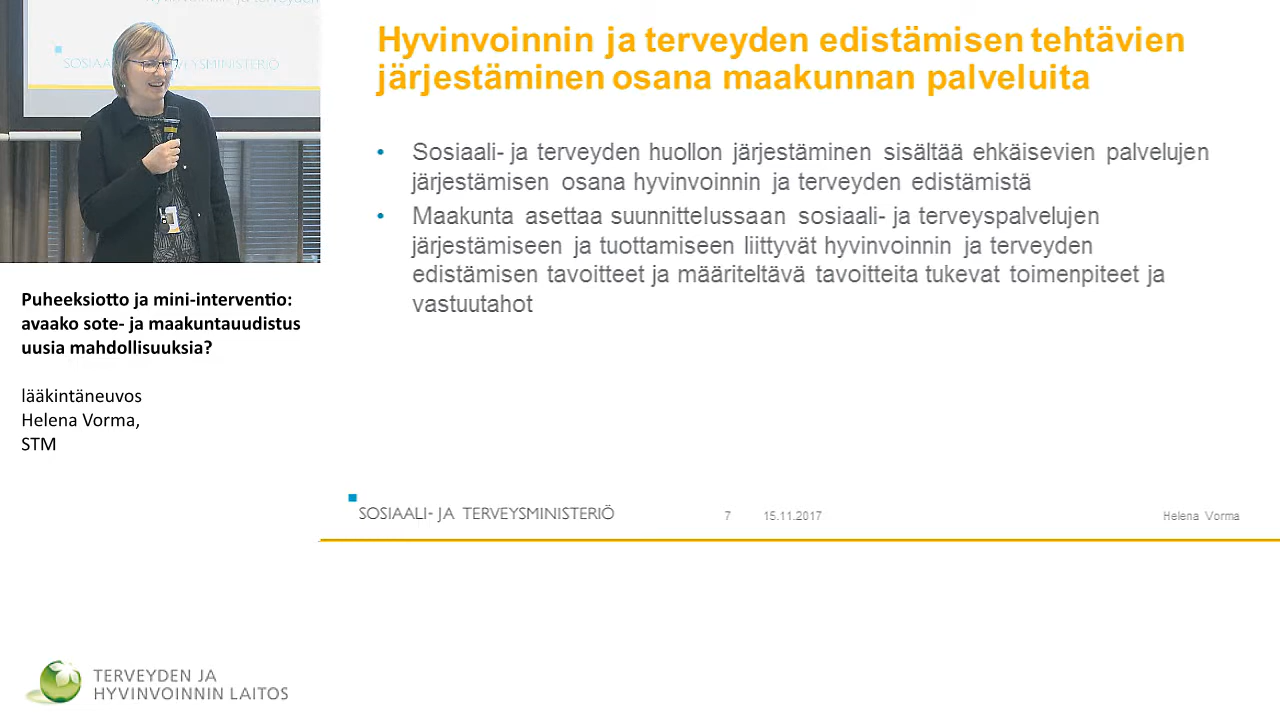 Hyvinvoinnin ja terveyden edistämisen tehtävien
järjestäminen osana maakunnan palveluita
• Sosiaali- ja terveyden huollon järjestäminen sisältää ehkäisevien palvelujen
järjestämisen osana hyvinvoinnin ja terveyden edistämistä
• Maakunta asettaa suunnittelussaan sosiaali- ja terveyspalvelujen
järjestämiseen ja tuottamiseen liittyvät hyvinvoinnin ja terveyden
edistämisen tavoitteet ja määriteltävä tavoitteita tukevat toimenpiteet ja
vastuutahot
SOSIAALI- JA TERVEYSMINISTERIÖ
7 15.11.2017 Helena Vorma
Puheeksiotto ja mini-interventio:
avaako sote- ja maakuntauudistus
uusia mahdollisuuksia?
lääkintäneuvos
Helena Vorma,
STM
TERVEYDEN JA
HYVINVOINNIN LAITOS